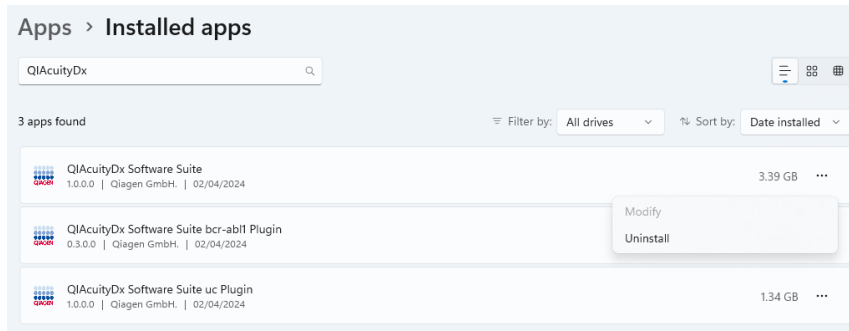 Apps > Installed apps
QIAcuityDx
3 apps found
Filter by: All drives
Sort by: Date installed
QIAGEN
QIAcuityDx Software Suite
1.0.0.0 | Qiagen GmbH. | 02/04/2024
3.39 GB
Modify
Uninstall
QIAGEN
QIAcuityDx Software Suite bcr-abl1 Plugin
0.3.0.0 | Qiagen GmbH. | 02/04/2024
QIAGEN
QIAcuityDx Software Suite uc Plugin
1.0.0.0 | Qiagen GmbH. | 02/04/2024
1.34 GB